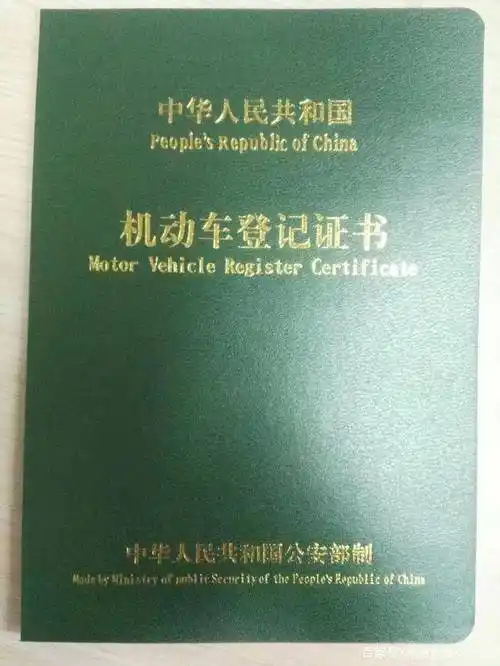 中华人民共和国
People's Republic of China
机动车登记证书
Motor Vehicle Register Certificate
中华人民共和国公安部制
Made by Ministry of public Security of the People's Republic of China